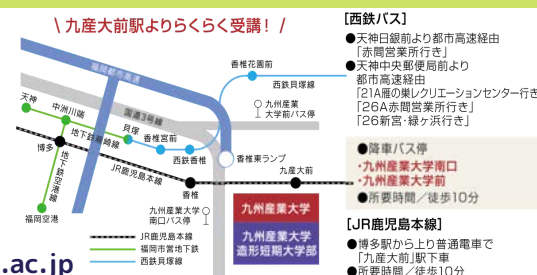 \ 九産大前駅よりらくらく受講! /
福岡都市高速
香椎花園前
西鉄貝塚線
天神
中洲川端
国道3号線
九州産業
大学前バス停
地下鉄箱崎線
貝塚
香椎宮前
西鉄香椎
香椎東ランプ
博多
地下鉄空港線
JR鹿児島本線
香椎
九産大前
福岡空港
九州産業大学
南口バス停
九州産業大学
九州産業大学
造形短期大学部
JR鹿児島本線
福岡市営地下鉄
西鉄貝塚線
.ac.jp
[西鉄バス]
●天神日銀前より都市高速経由
「赤間営業所行き」
●天神中央郵便局前より
都市高速経由
「21A雁の巣レクリエーションセンター行き
「26A赤間営業所行き」
「26新宮・緑ヶ浜行き」
●降車バス停
・九州産業大学南口
・九州産業大学前
●所要時間/徒歩10分
[JR鹿児島本線]
●博多駅から上り普通電車で
「九産大前」駅下車
●所要時間/徒歩10分